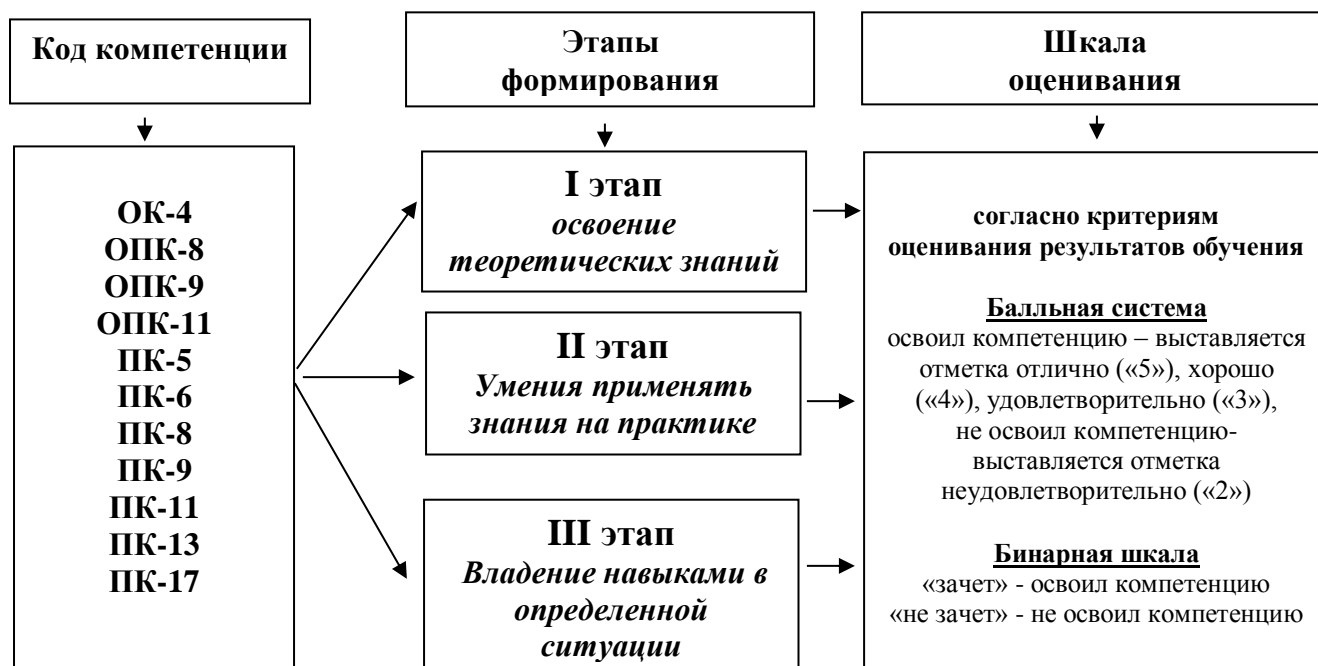 Код компетенции
Этапы
формирования
Шкала
оценивания
ОК-4
ОПК-8
ОПК-9
ОПК-11
ПК-5
ПК-6
ПК-8
ПК-9
ПК-11
ПК-13
ПК-17
I этап
освоение
теоретических знаний
II этап
Умения применять
знания на практике
III этап
Владение навыками в
определенной
ситуации
согласно критериям
оценивания результатов обучения
Балльная система
освоил компетенцию – выставляется
отметка отлично («5»), хорошо
(«4»), удовлетворительно («3»),
не освоил компетенцию-
выставляется отметка
неудовлетворительно («2»)
Бинарная шкала
«зачет» - освоил компетенцию
«не зачет» - не освоил компетенцию